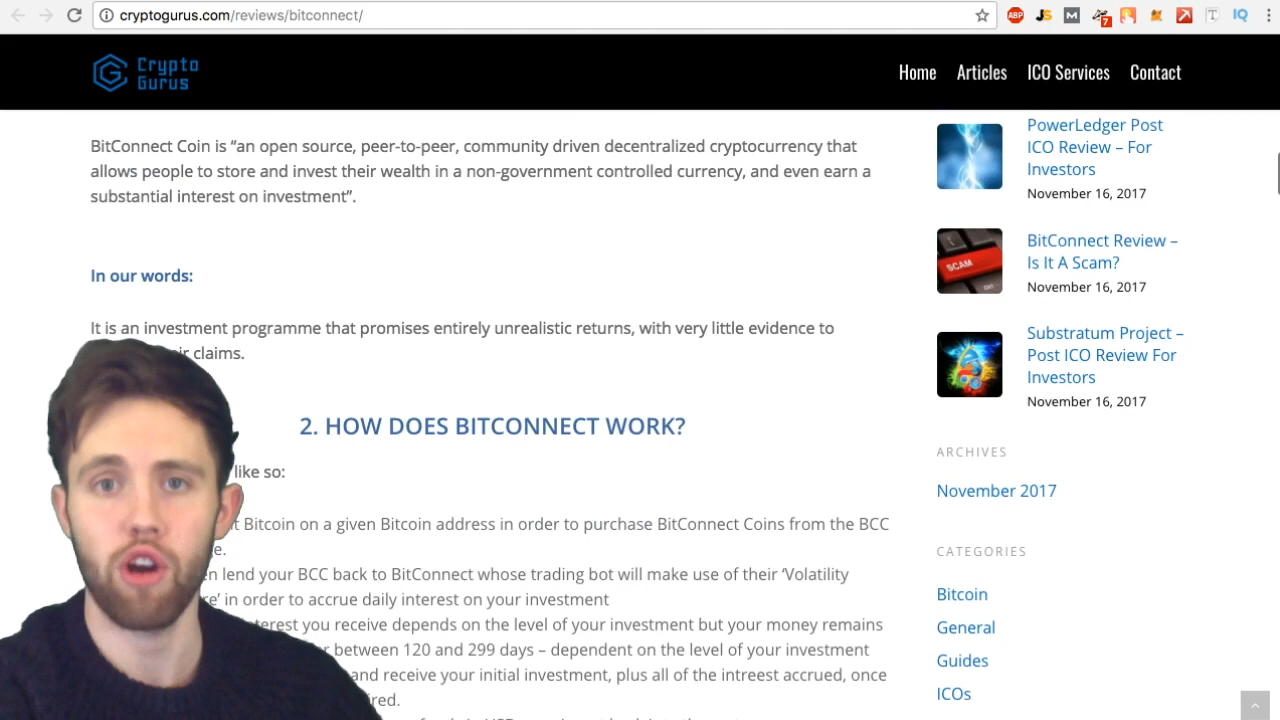 cryptogurus.com/reviews/bitconnect/
ABP
JS
M
7
T
IQ
Crypto
Gurus
Home Articles ICO Services Contact
BitConnect Coin is “an open source, peer-to-peer, community driven decentralized cryptocurrency that
allows people to store and invest their wealth in a non-government controlled currency, and even earn a
substantial interest on investment”.
In our words:
It is an investment programme that promises entirely unrealistic returns, with very little evidence to
claims.
2. HOW DOES BITCONNECT WORK?
like so:
Bitcoin on a given Bitcoin address in order to purchase BitConnect Coins from the BCC
lend your BCC back to BitConnect whose trading bot will make use of their ‘Volatility
in order to accrue daily interest on your investment
you receive depends on the level of your investment but your money remains
between 120 and 299 days – dependent on the level of your investment
and receive your initial investment, plus all of the intreest accrued, once
PowerLedger Post
ICO Review – For
Investors
November 16, 2017
SCAM
BitConnect Review –
Is It A Scam?
November 16, 2017
Substratum Project –
Post ICO Review For
Investors
November 16, 2017
ARCHIVES
November 2017
CATEGORIES
Bitcoin
General
Guides
ICOs